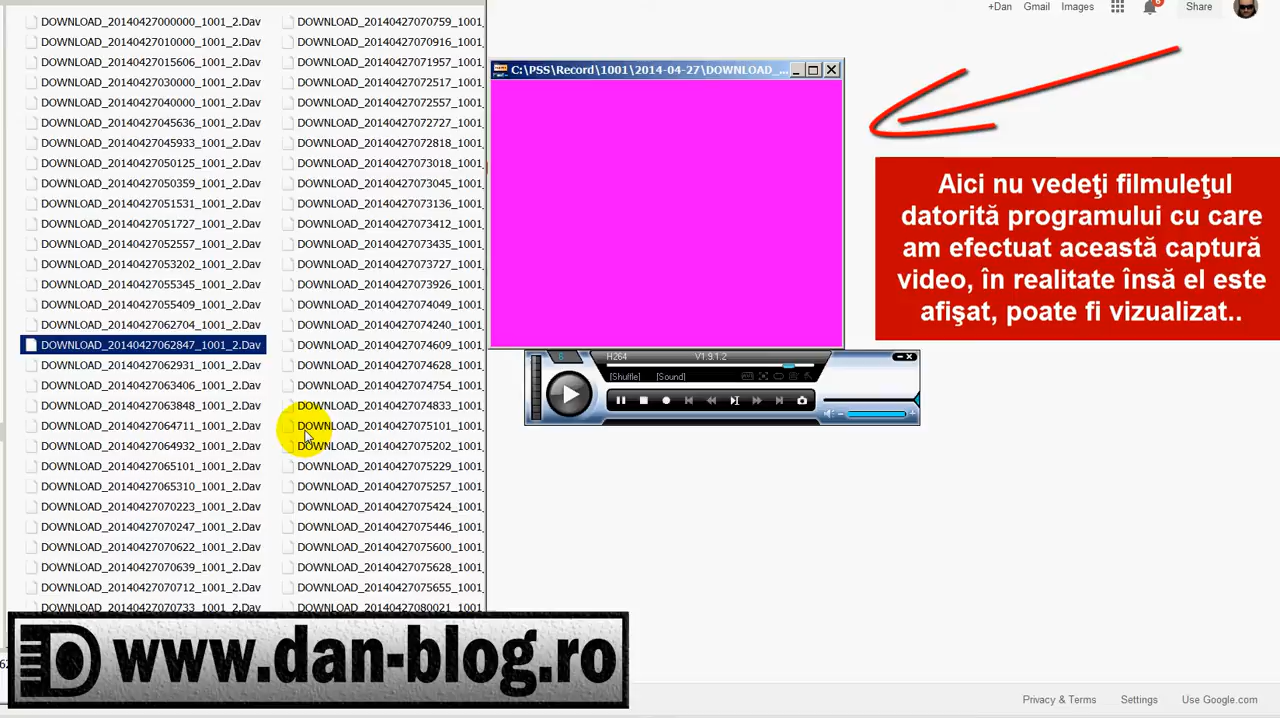 DOWNLOAD_20140427000000_1001_2.Dav
DOWNLOAD_20140427010000_1001_2.Dav
DOWNLOAD_20140427015606_1001_2.Dav
DOWNLOAD_20140427030000_1001_2.Dav
DOWNLOAD_20140427040000_1001_2.Dav
DOWNLOAD_20140427045636_1001_2.Dav
DOWNLOAD_20140427045933_1001_2.Dav
DOWNLOAD_20140427050125_1001_2.Dav
DOWNLOAD_20140427050359_1001_2.Dav
DOWNLOAD_20140427051531_1001_2.Dav
DOWNLOAD_20140427051727_1001_2.Dav
DOWNLOAD_20140427052557_1001_2.Dav
DOWNLOAD_20140427053202_1001_2.Dav
DOWNLOAD_20140427055345_1001_2.Dav
DOWNLOAD_20140427055409_1001_2.Dav
DOWNLOAD_20140427062704_1001_2.Dav
DOWNLOAD_20140427062847_1001_2.Dav
DOWNLOAD_20140427062931_1001_2.Dav
DOWNLOAD_20140427063406_1001_2.Dav
DOWNLOAD_20140427063848_1001_2.Dav
DOWNLOAD_20140427064711_1001_2.Dav
DOWNLOAD_20140427064932_1001_2.Dav
DOWNLOAD_20140427065101_1001_2.Dav
DOWNLOAD_20140427065310_1001_2.Dav
DOWNLOAD_20140427070223_1001_2.Dav
DOWNLOAD_20140427070247_1001_2.Dav
DOWNLOAD_20140427070622_1001_2.Dav
DOWNLOAD_20140427070639_1001_2.Dav
DOWNLOAD_20140427070712_1001_2.Dav
DOWNLOAD_20140427070733_1001_2.Dav
DOWNLOAD_20140427070759_1001_
DOWNLOAD_20140427070916_1001_
DOWNLOAD_20140427071957_1001_
DOWNLOAD_20140427072517_1001_
DOWNLOAD_20140427072557_1001_
DOWNLOAD_20140427072727_1001_
DOWNLOAD_20140427072818_1001_
DOWNLOAD_20140427073018_1001_
DOWNLOAD_20140427073045_1001_
DOWNLOAD_20140427073136_1001_
DOWNLOAD_20140427073412_1001_
DOWNLOAD_20140427073435_1001_
DOWNLOAD_20140427073727_1001_
DOWNLOAD_20140427073926_1001_
DOWNLOAD_20140427074049_1001_
DOWNLOAD_20140427074240_1001_
DOWNLOAD_20140427074609_1001_
DOWNLOAD_20140427074628_1001_
DOWNLOAD_20140427074754_1001_
DOWNLOAD_20140427074833_1001_
DOWNLOAD_20140427075101_1001_
DOWNLOAD_20140427075202_1001_
DOWNLOAD_20140427075229_1001_
DOWNLOAD_20140427075257_1001_
DOWNLOAD_20140427075424_1001_
DOWNLOAD_20140427075446_1001_
DOWNLOAD_20140427075600_1001_
DOWNLOAD_20140427075628_1001_
DOWNLOAD_20140427075655_1001_
DOWNLOAD_20140427080021_1001_
+Dan Gmail Images Share
C:\PSS\Record\1001\2014-04-27\DOWNLOAD_...
Aici nu vedeţi filmuleţul
datorită programului cu care
am efectuat această captură
video, în realitate însă el este
afişat, poate fi vizualizat..
H264 V1.9.1.2
[Shuffle] [Sound]
www.dan-blog.ro
Privacy & Terms Settings Use Google.com